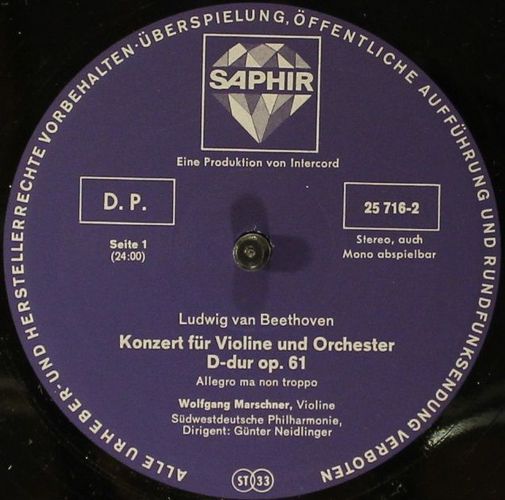 ALLE URHEBER- UND HERSTELLERRECHTE VORBEHALTEN · ÜBERSPIELUNG, ÖFFENTLICHE AUFFÜHRUNG UND RUNDFUNKSENDUNG VERBOTEN
SAPHIR
Eine Produktion von Intercord
D. P.
25 716-2
Seite 1
(24:00)
Stereo, auch
Mono abspielbar
Ludwig van Beethoven
Konzert für Violine und Orchester
D-dur op. 61
Allegro ma non troppo
Wolfgang Marschner, Violine
Südwestdeutsche Philharmonie,
Dirigent: Günter Neidlinger
ST 33